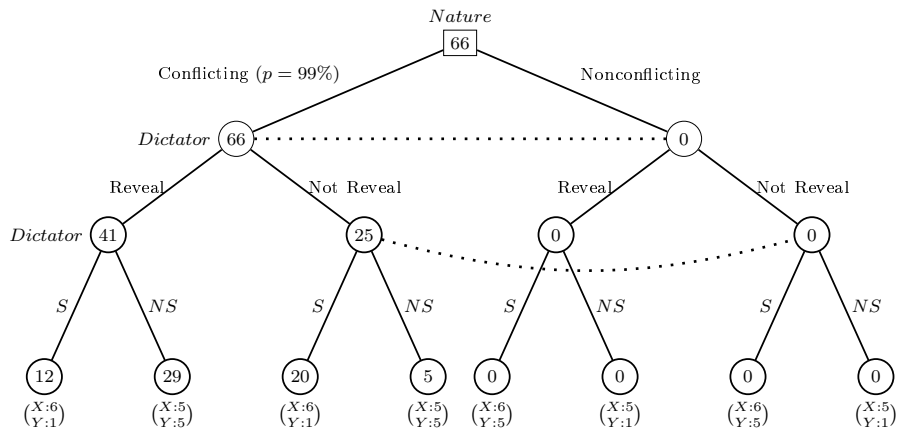 Nature
66
Conflicting (p = 99%)
Nonconflicting
Dictator 66
0
Reveal
Not Reveal
Reveal
Not Reveal
Dictator 41
25
0
0
S
NS
S
NS
S
NS
S
NS
12
29
20
5
0
0
0
0
(X:6 Y:1)
(X:5 Y:5)
(X:6 Y:1)
(X:5 Y:5)
(X:6 Y:5)
(X:5 Y:1)
(X:6 Y:5)
(X:5 Y:1)